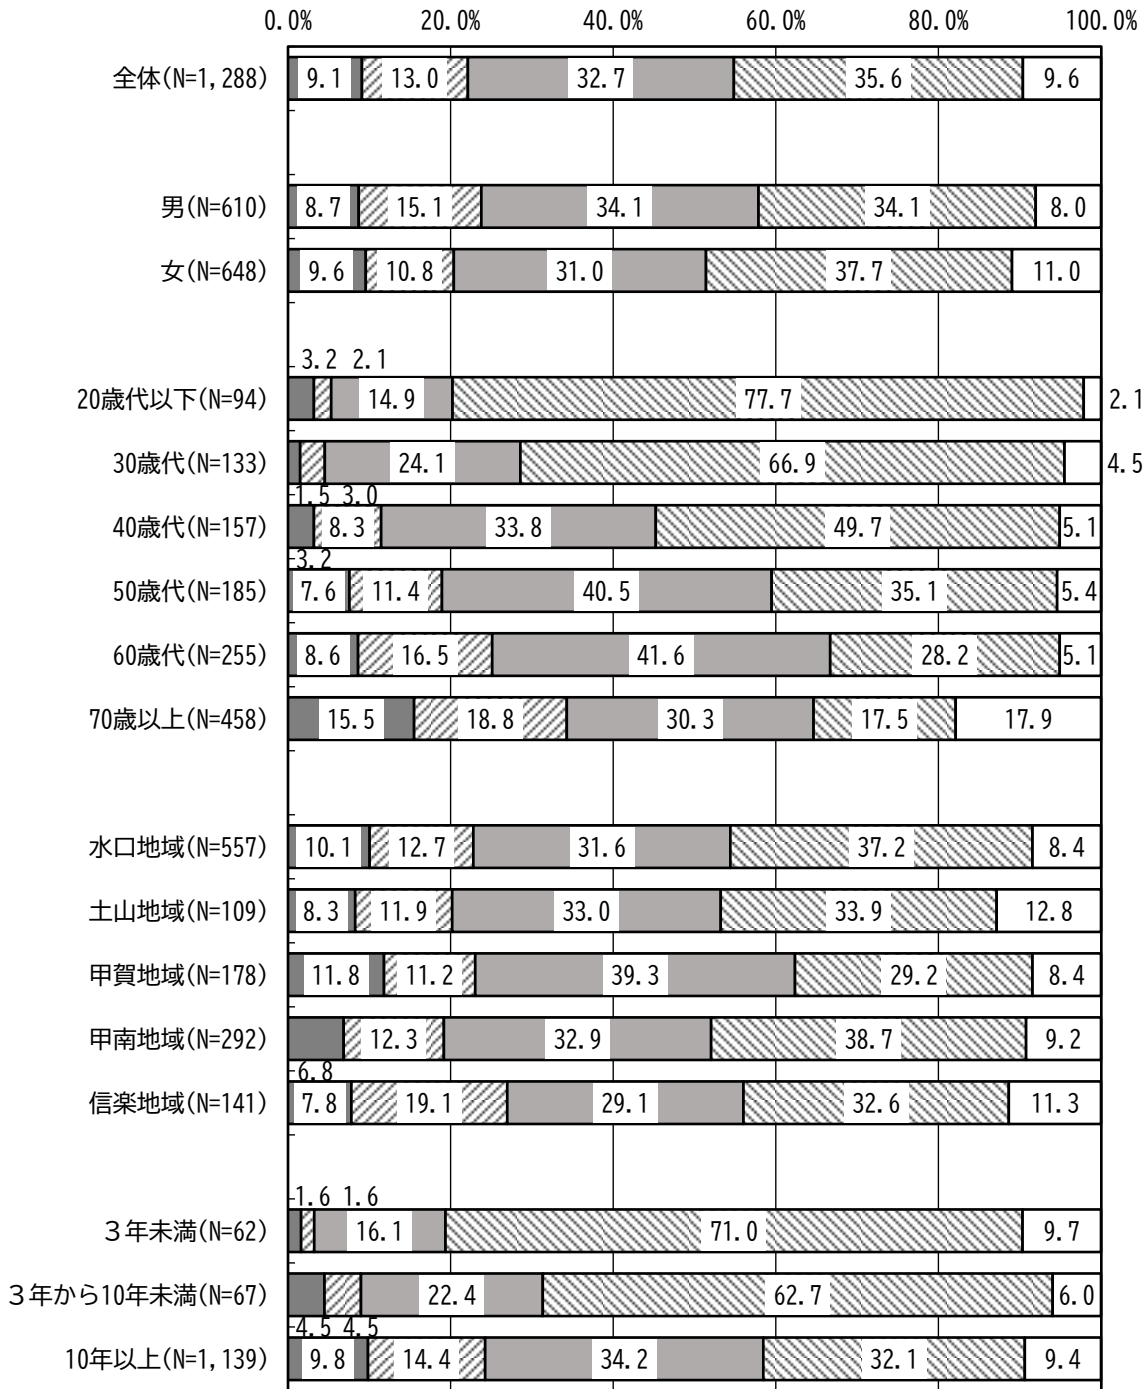 0.0% 20.0% 40.0% 60.0% 80.0% 100.0%
全体(N=1,288) 9.1 13.0 32.7 35.6 9.6
男(N=610) 8.7 15.1 34.1 34.1 8.0
女(N=648) 9.6 10.8 31.0 37.7 11.0
3.2 2.1
20歳代以下(N=94) 14.9 77.7 2.1
30歳代(N=133) 24.1 66.9 4.5
1.5 3.0
40歳代(N=157) 8.3 33.8 49.7 5.1
3.2
50歳代(N=185) 7.6 11.4 40.5 35.1 5.4
60歳代(N=255) 8.6 16.5 41.6 28.2 5.1
70歳以上(N=458) 15.5 18.8 30.3 17.5 17.9
水口地域(N=557) 10.1 12.7 31.6 37.2 8.4
土山地域(N=109) 8.3 11.9 33.0 33.9 12.8
甲賀地域(N=178) 11.8 11.2 39.3 29.2 8.4
甲南地域(N=292) 12.3 32.9 38.7 9.2
6.8
信楽地域(N=141) 7.8 19.1 29.1 32.6 11.3
1.6 1.6
3年未満(N=62) 16.1 71.0 9.7
3年から10年未満(N=67) 22.4 62.7 6.0
4.5 4.5
10年以上(N=1,139) 9.8 14.4 34.2 32.1 9.4